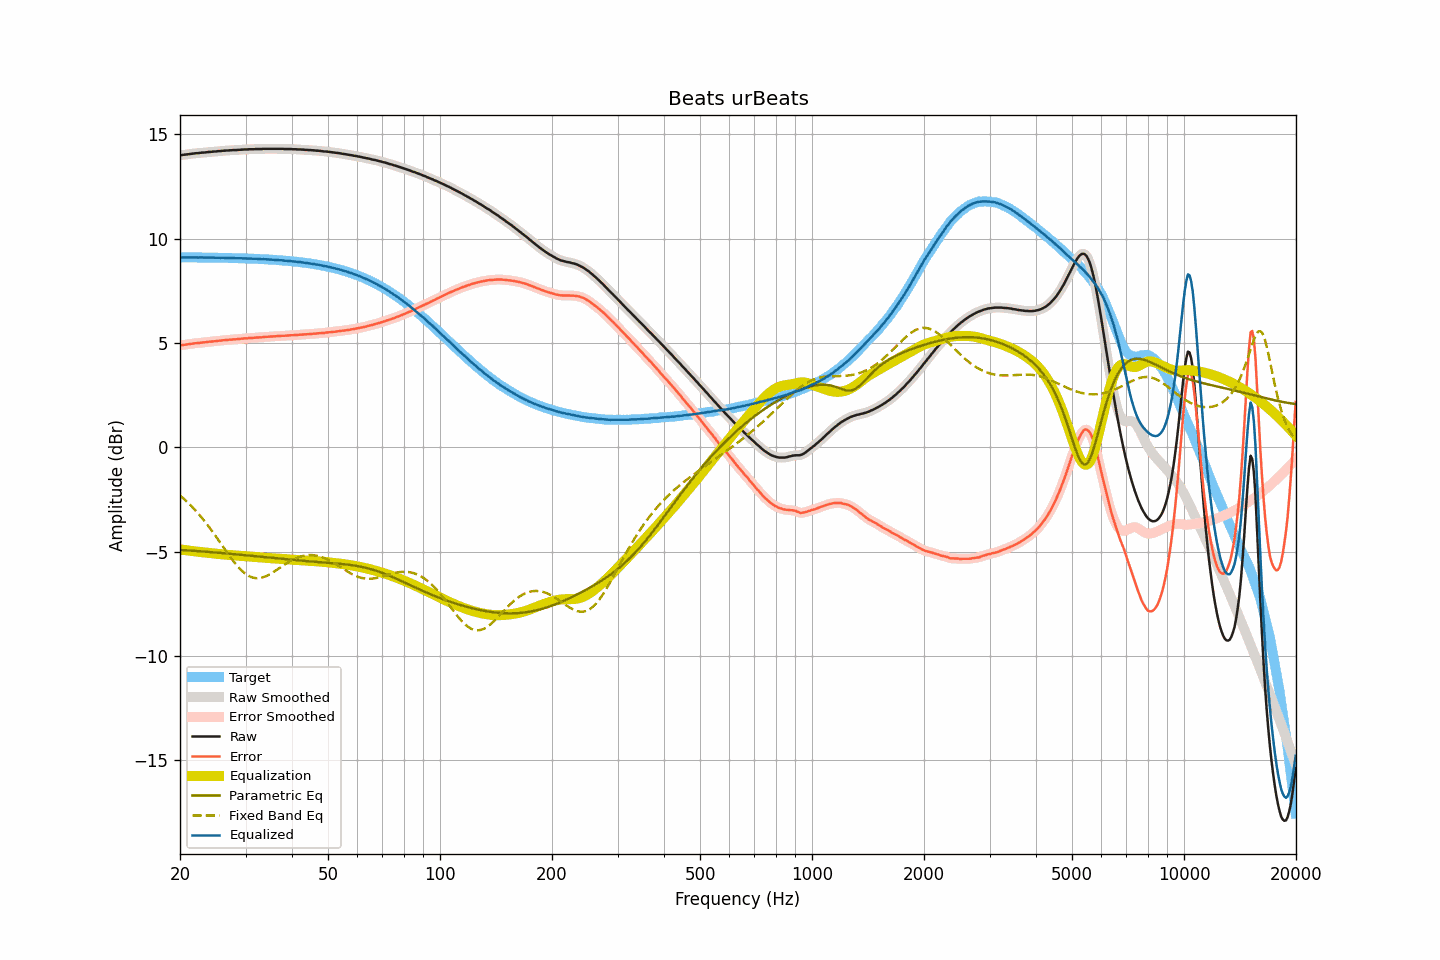 Beats urBeats
15
10
5
0
−5
−10
−15
Amplitude (dBr)
Target
Raw Smoothed
Error Smoothed
Raw
Error
Equalization
Parametric Eq
Fixed Band Eq
Equalized
20 50 100 200 500 1000 2000 5000 10000 20000
Frequency (Hz)